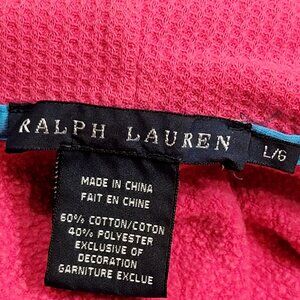 RALPH LAUREN
L/G
MADE IN CHINA
FAIT EN CHINE
60% COTTON/COTON
40% POLYESTER
EXCLUSIVE OF
DECORATION
GARNITURE EXCLUE